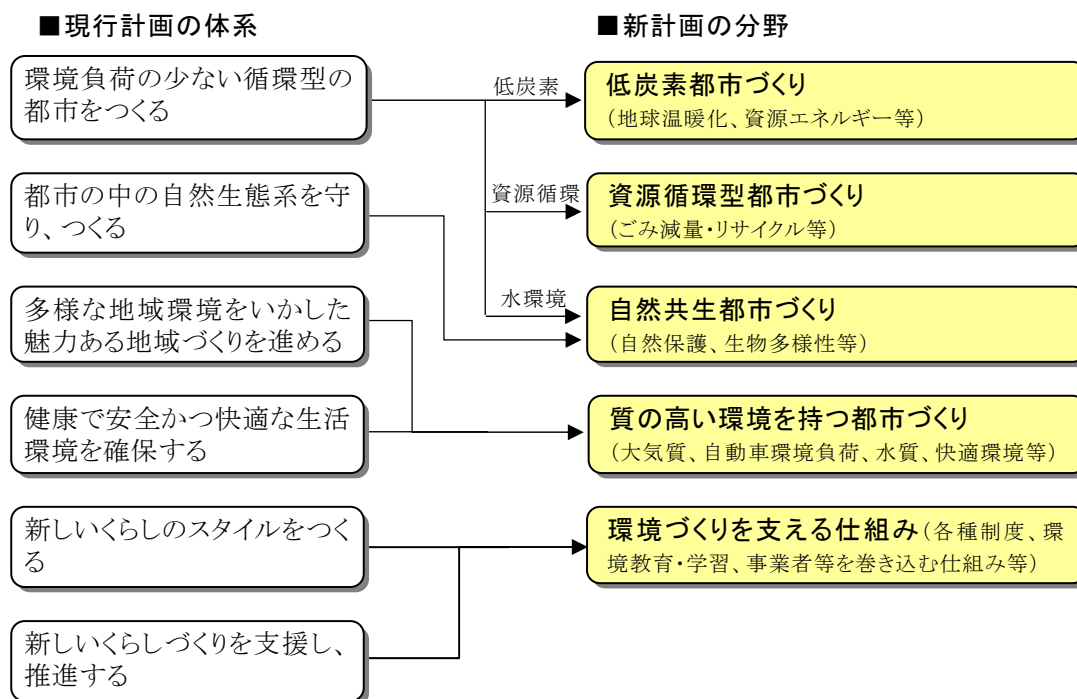 ■現行計画の体系
環境負荷の少ない循環型の
都市をつくる
都市の中の自然生態系を守
り、つくる
多様な地域環境をいかした
魅力ある地域づくりを進める
健康で安全かつ快適な生活
環境を確保する
新しいくらしのスタイルをつく
る
新しいくらしづくりを支援し、
推進する
低炭素
資源循環
水環境
■新計画の分野
低炭素都市づくり
(地球温暖化、資源エネルギー等)
資源循環型都市づくり
(ごみ減量・リサイクル等)
自然共生都市づくり
(自然保護、生物多様性等)
質の高い環境を持つ都市づくり
(大気質、自動車環境負荷、水質、快適環境等)
環境づくりを支える仕組み(各種制度、環
境教育・学習、事業者等を巻き込む仕組み等)